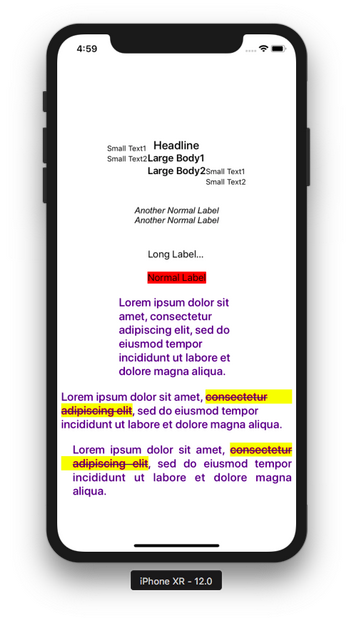 4:59
Headline
Small Text1
Small Text2
Large Body1
Large Body2
Small Text1
Small Text2
Another Normal Label
Another Normal Label
Long Label...
Normal Label
Lorem ipsum dolor sit
amet, consectetur
adipiscing elit, sed do
eiusmod tempor
incididunt ut labore et
dolore magna aliqua.
Lorem ipsum dolor sit amet, consectetur
adipiscing elit, sed do eiusmod tempor
incididunt ut labore et dolore magna aliqua.
Lorem ipsum dolor sit amet, consectetur
adipiscing elit, sed do eiusmod tempor
incididunt ut labore et dolore magna
aliqua.
iPhone XR - 12.0